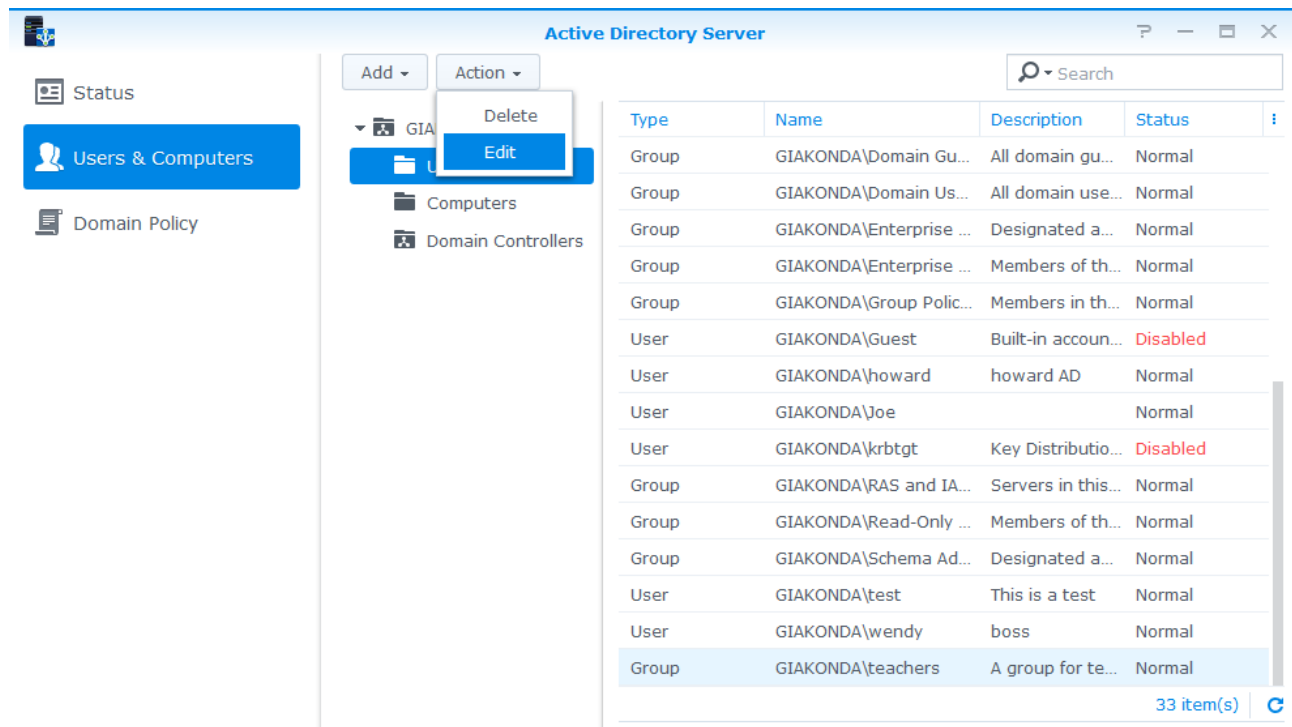 Active Directory Server
Status
Users & Computers
Domain Policy
Add
Action
Search
Delete
Edit
GIA
U
Computers
Domain Controllers
Type Name Description Status
Group GIAKONDA\Domain Gu... All domain gu... Normal
Group GIAKONDA\Domain Us... All domain use... Normal
Group GIAKONDA\Enterprise ... Designated a... Normal
Group GIAKONDA\Enterprise ... Members of th... Normal
Group GIAKONDA\Group Polic... Members in th... Normal
User GIAKONDA\Guest Built-in accoun... Disabled
User GIAKONDA\howard howard AD Normal
User GIAKONDA\Joe Normal
User GIAKONDA\krbtgt Key Distributio... Disabled
Group GIAKONDA\RAS and IA... Servers in this... Normal
Group GIAKONDA\Read-Only ... Members of th... Normal
Group GIAKONDA\Schema Ad... Designated a... Normal
User GIAKONDA\test This is a test Normal
User GIAKONDA\wendy boss Normal
Group GIAKONDA\teachers A group for te... Normal
33 item(s)